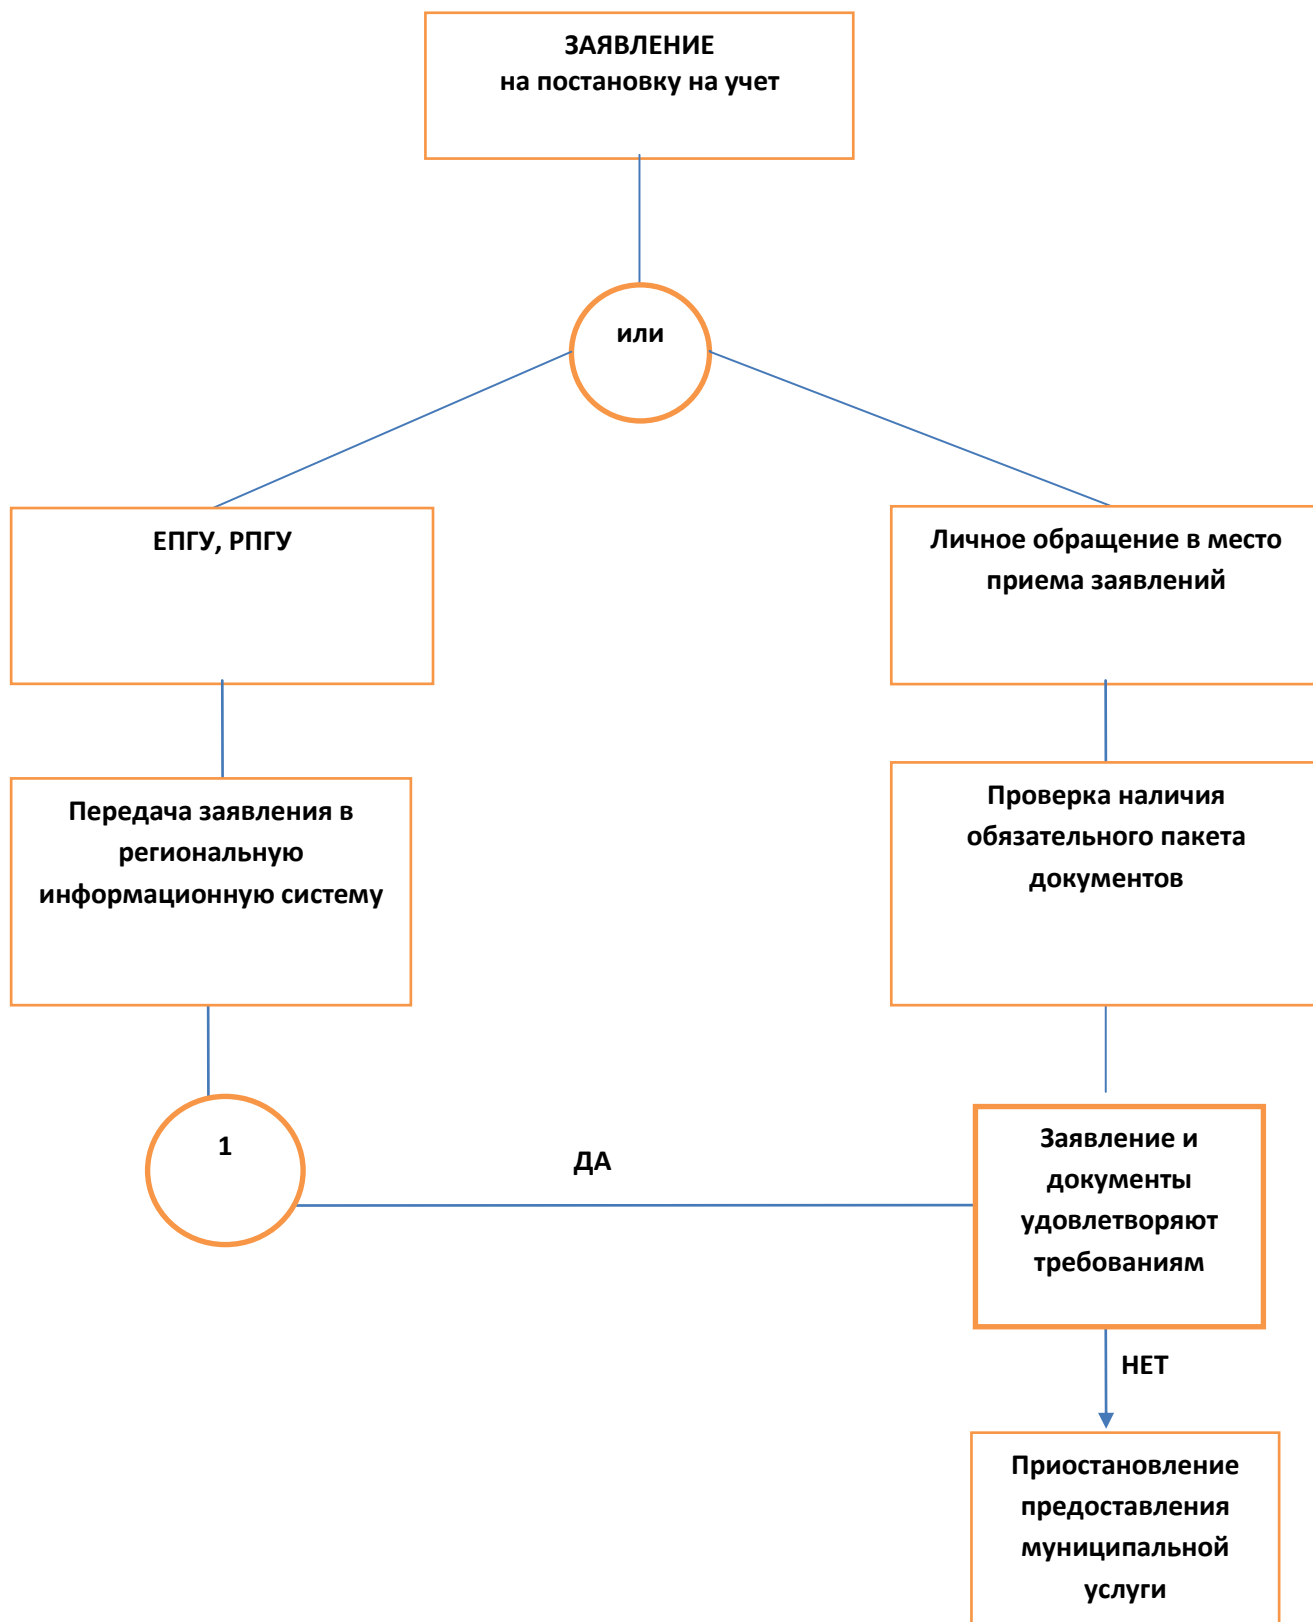 ЗАЯВЛЕНИЕ
на постановку на учет
или
ЕПГУ, РПГУ
Личное обращение в место
приема заявлений
Передача заявления в
региональную
информационную систему
Проверка наличия
обязательного пакета
документов
1
ДА
Заявление и
документы
удовлетворяют
требованиям
НЕТ
Приостановление
предоставления
муниципальной
услуги